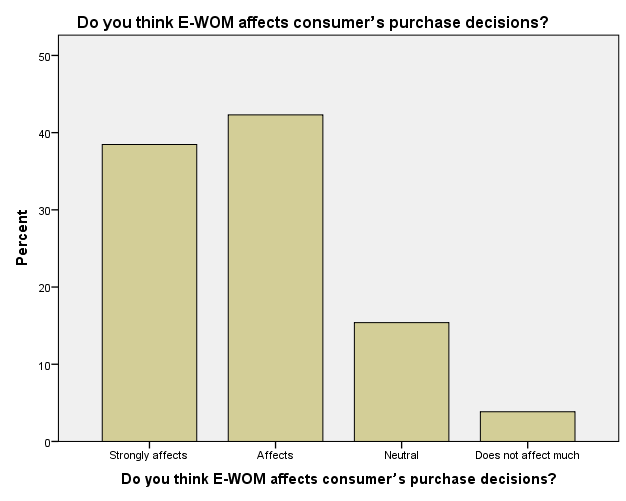 Do you think E-WOM affects consumer's purchase decisions?
50
40
30
20
10
0
Percent
Strongly affects
Affects
Neutral
Does not affect much
Do you think E-WOM affects consumer's purchase decisions?